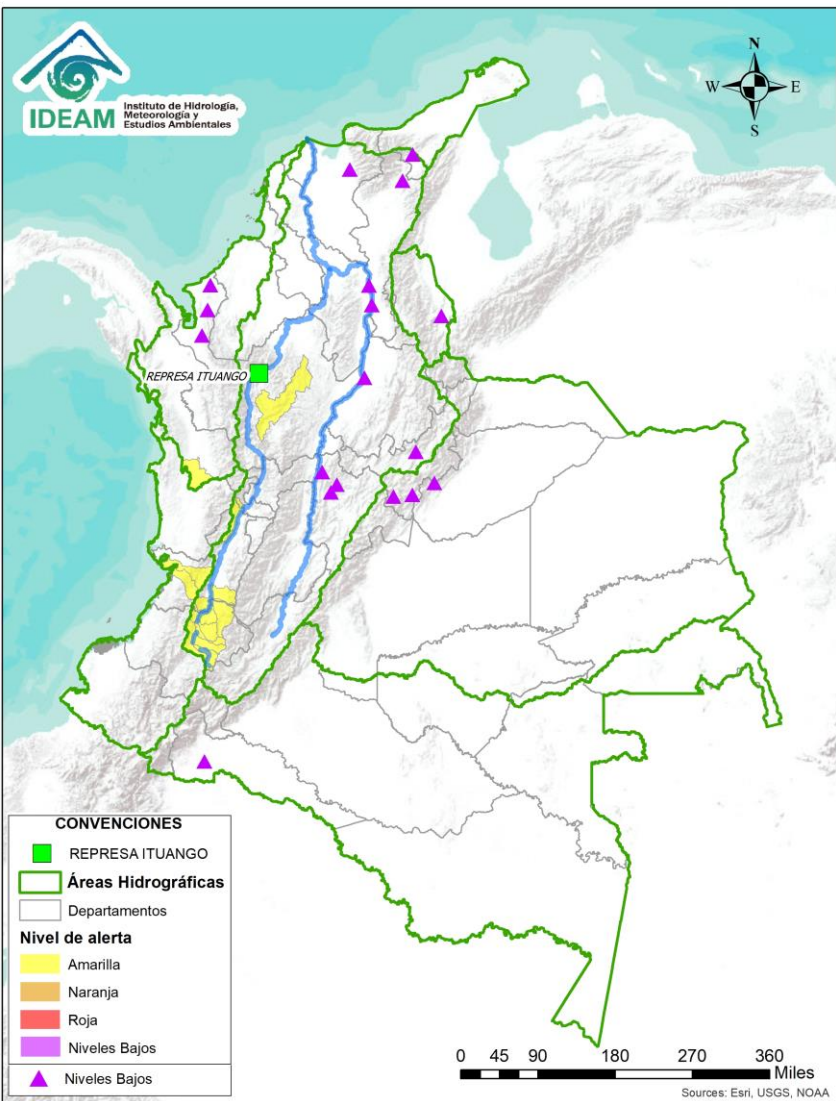 IDEAM
Instituto de Hidrología,
Meteorología y
Estudios Ambientales
N
W E
S
REPRESA ITUANGO
CONVENCIONES
REPRESA ITUANGO
Áreas Hidrográficas
Departamentos
Nivel de alerta
Amarilla
Naranja
Roja
Niveles Bajos
Niveles Bajos
0 45 90 180 270 360
Miles
Sources: Esri, USGS, NOAA